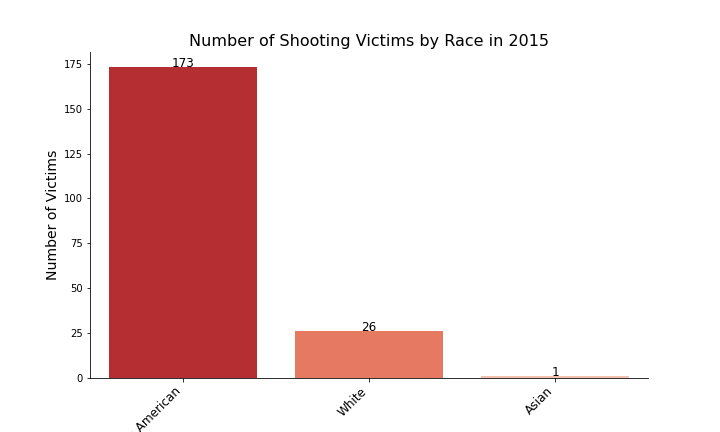 Number of Shooting Victims by Race in 2015
Number of Victims
175
150
125
100
75
50
25
0
173
26
1
American
White
Asian